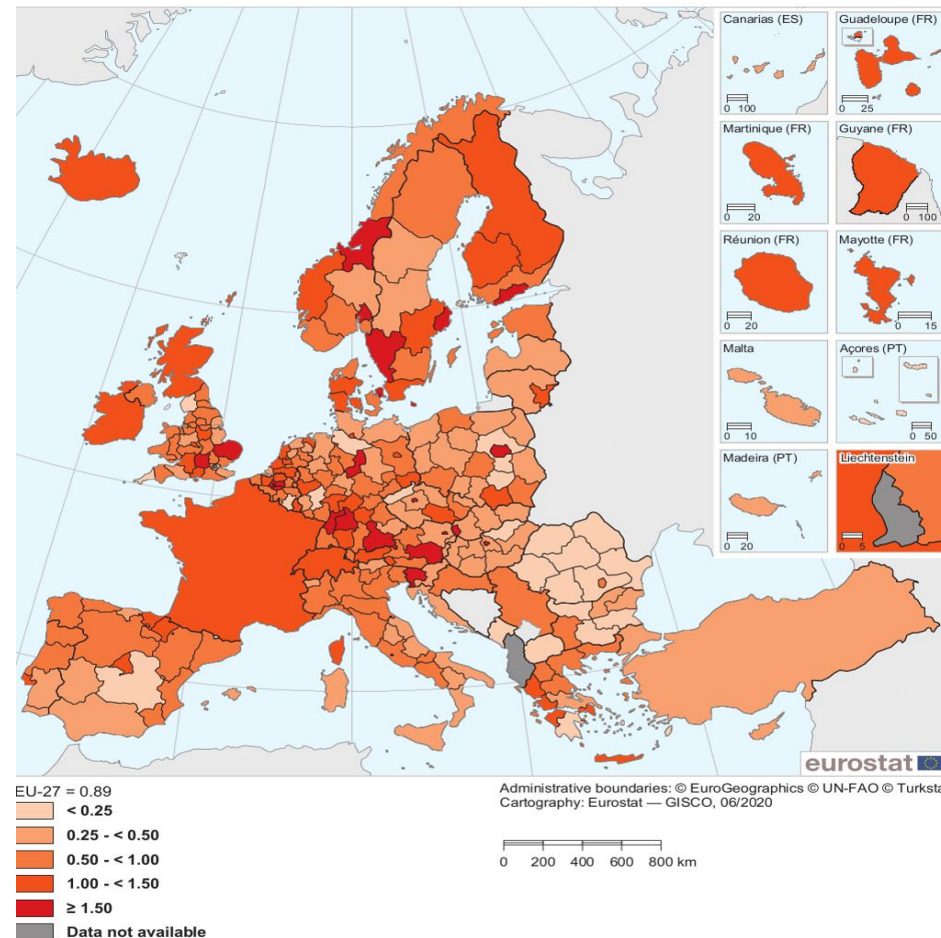 Canarias (ES)
0 100
Guadeloupe (FR)
0 25
Martinique (FR)
0 20
Guyane (FR)
0 100
Réunion (FR)
0 20
Mayotte (FR)
0 15
Malta
0 10
Açores (PT)
0 50
Madeira (PT)
0 20
Liechtenstein
0 5
eurostat
EU-27 = 0.89
< 0.25
0.25 - < 0.50
0.50 - < 1.00
1.00 - < 1.50
≥ 1.50
Data not available
Administrative boundaries: © EuroGeographics © UN-FAO © Turksta
Cartography: Eurostat — GISCO, 06/2020
0 200 400 600 800 km